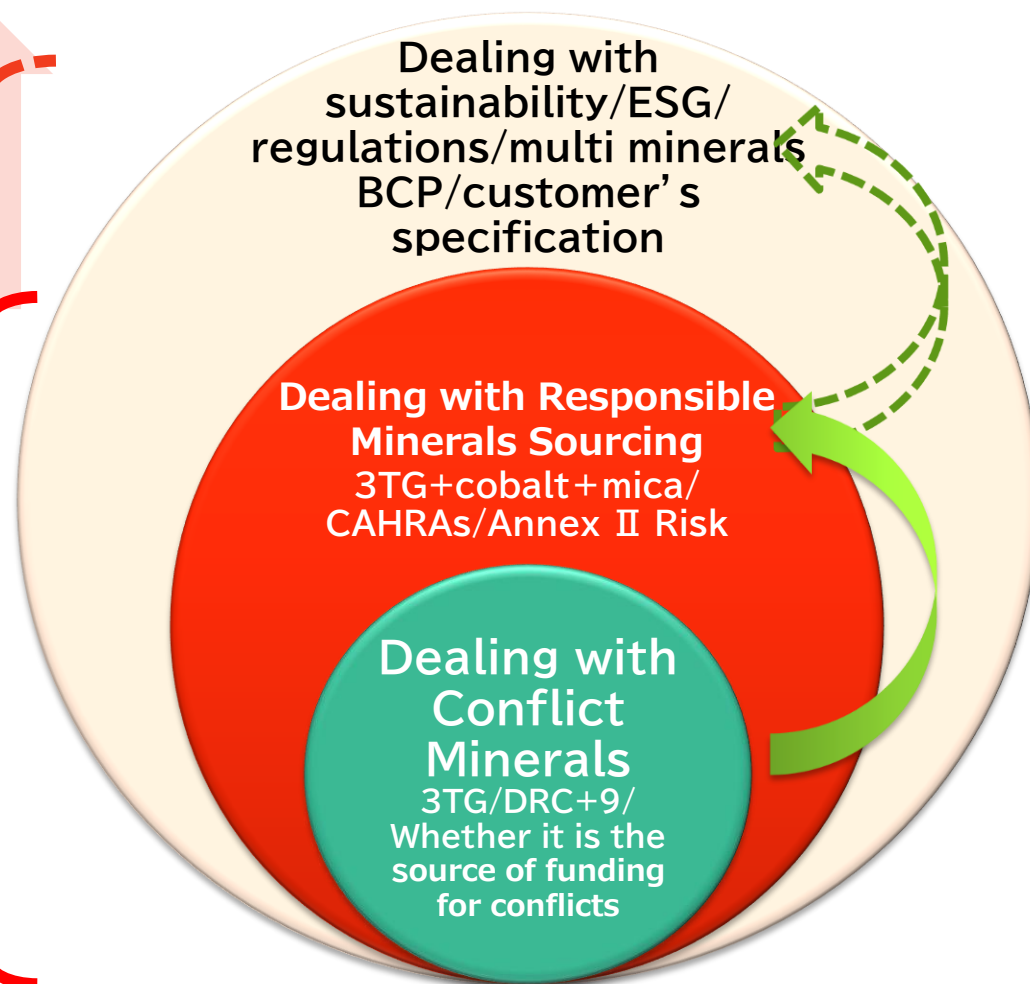 Dealing with
sustainability/ESG/
regulations/multi minerals
BCP/customer’s
specification
Dealing with Responsible
Minerals Sourcing
3TG+cobalt+mica/
CAHRAs/Annex Ⅱ Risk
Dealing with
Conflict
Minerals
3TG/DRC+9/
Whether it is the
source of funding
for conflicts